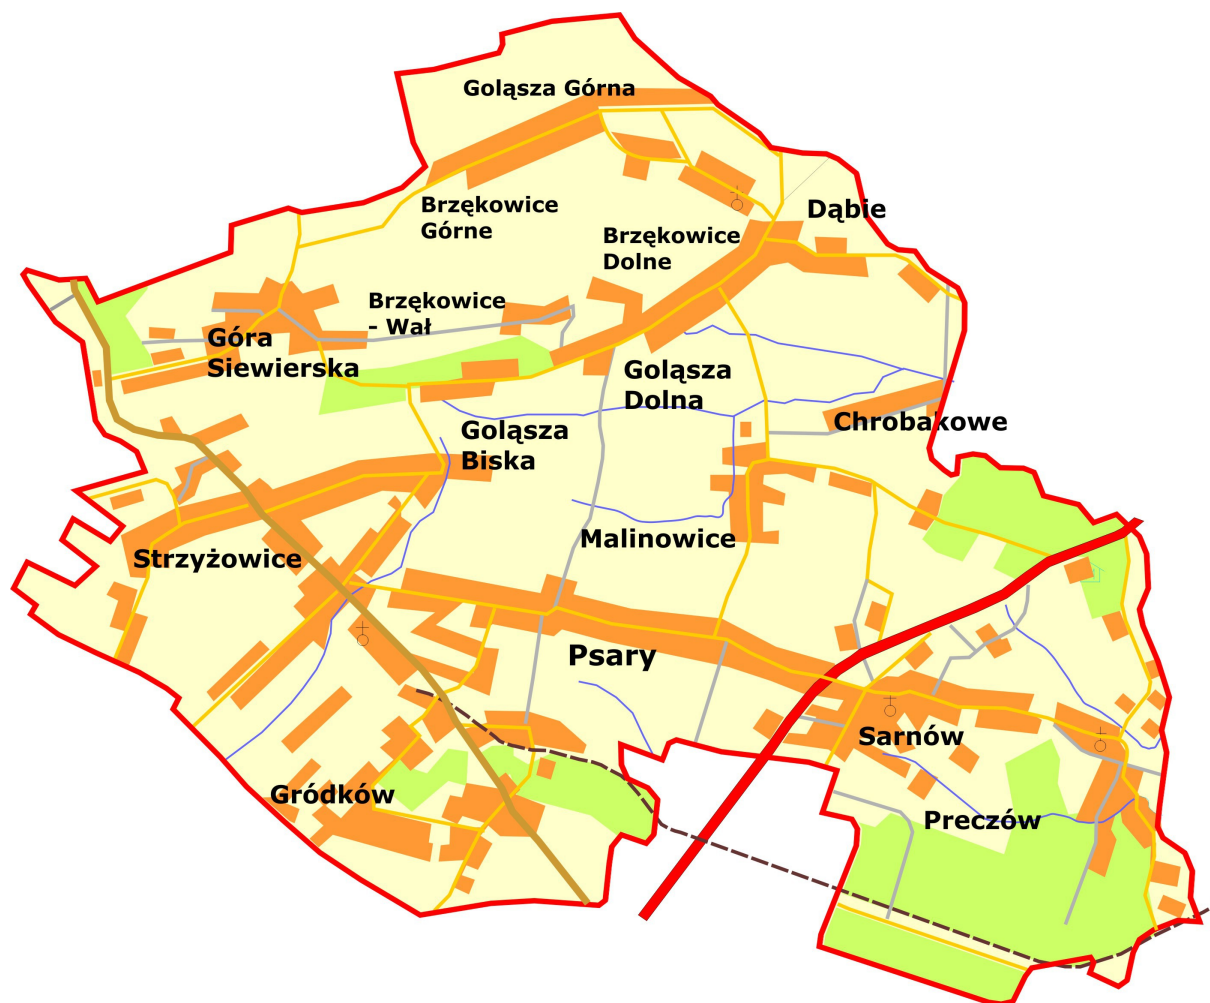 Goląsza Górna
Brzękowice
Górne
Dąbie
Brzękowice
Dolne
Brzękowice
- Wał
Góra
Siewierska
Goląsza
Dolna
Chrobakowe
Goląsza
Biska
Malinowice
Strzyżowice
Psary
Sarnów
Gródków
Preczów